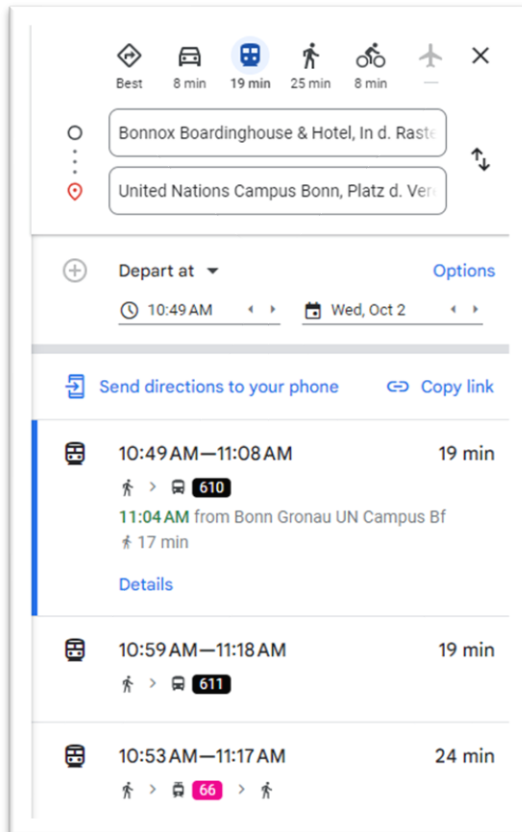 Best 8 min 19 min 25 min 8 min —
Bonnox Boardinghouse & Hotel, In d. Raste
United Nations Campus Bonn, Platz d. Ver
Depart at Options
10:49 AM Wed, Oct 2
Send directions to your phone Copy link
10:49 AM—11:08 AM 19 min
610
11:04 AM from Bonn Gronau UN Campus Bf
17 min
Details
10:59 AM—11:18 AM 19 min
611
10:53 AM—11:17 AM 24 min
66